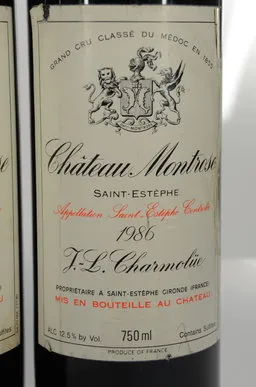 GRAND CRU CLASSÉ DU MÉDOC EN 1855
Château Montrose
SAINT-ESTÈPHE
Appellation Saint-Estèphe Contrôlée
1986
J.-L. Charmolüe
PROPRIÉTAIRE A SAINT-ESTÈPHE GIRONDE (FRANCE)
MIS EN BOUTEILLE AU CHATEAU
ALC. 12.5% by Vol.
750 ml
Contains Sulfites
PRODUCE OF FRANCE